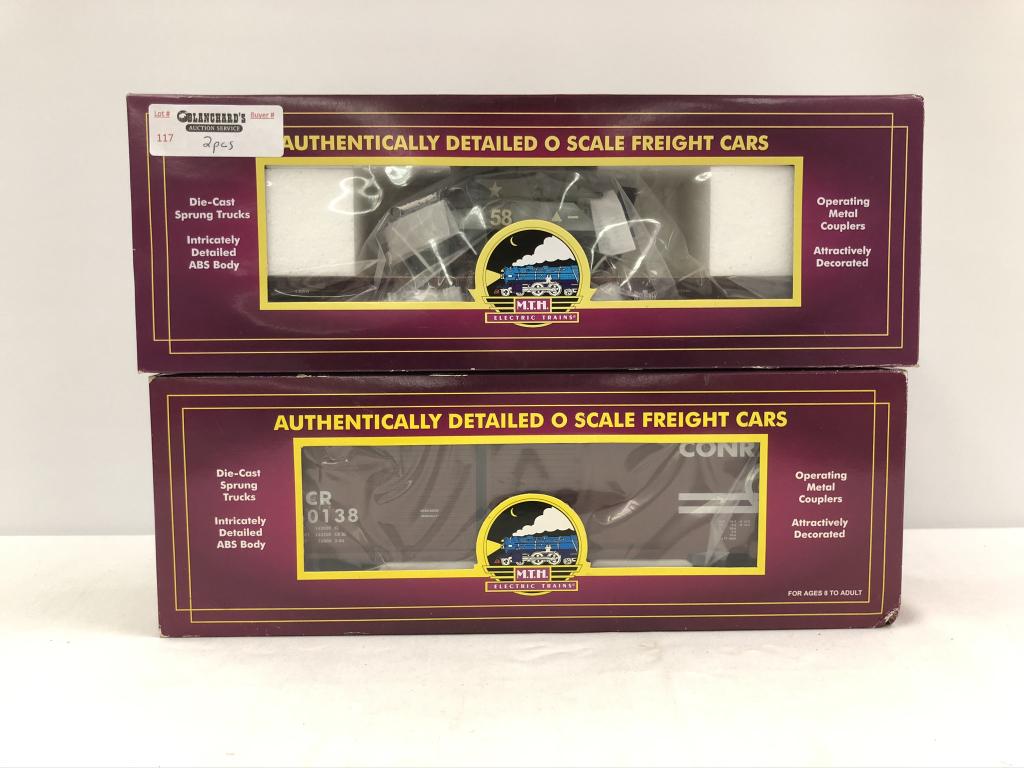 Lot #
BLANCHARD'S
Buyer #
AUCTION SERVICE
117
2pcs
AUTHENTICALLY DETAILED O SCALE FREIGHT CARS
Die-Cast
Sprung Trucks
Intricately
Detailed
ABS Body
58
Operating
Metal
Couplers
Attractively
Decorated
M.T.H.
ELECTRIC TRAINS
AUTHENTICALLY DETAILED O SCALE FREIGHT CARS
Die-Cast
Sprung
Trucks
Intricately
Detailed
ABS Body
CR
0138
CONR
Operating
Metal
Couplers
Attractively
Decorated
M.T.H.
ELECTRIC TRAINS
FOR AGES 8 TO ADULT